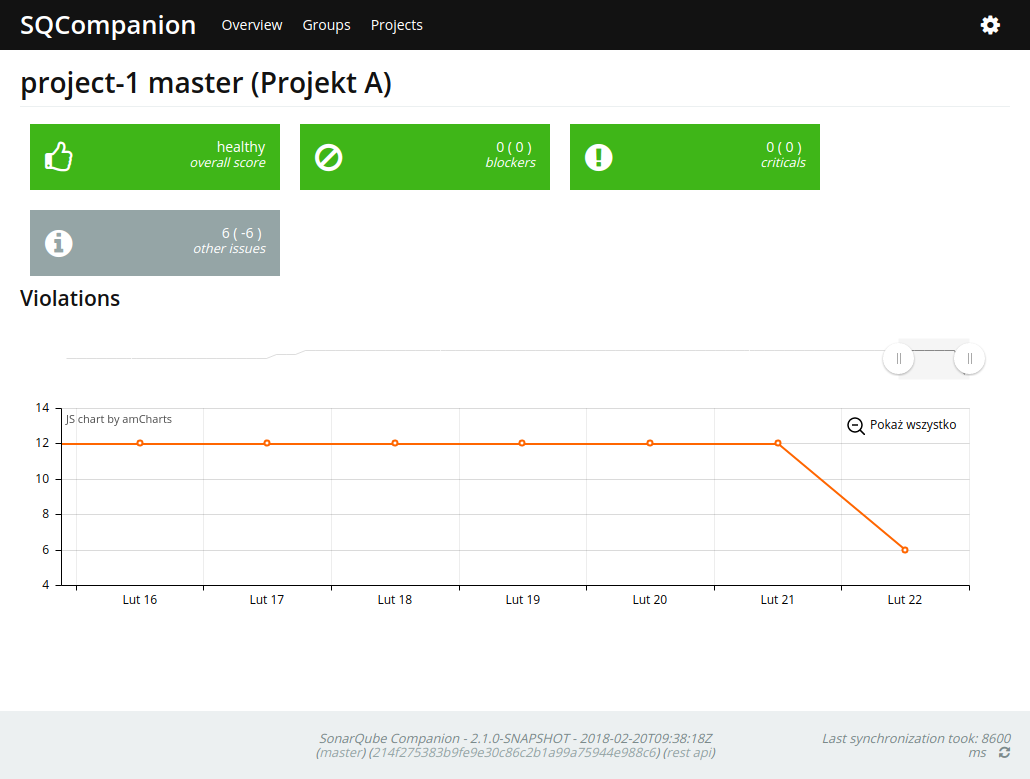 SQCompanion Overview Groups Projects
project-1 master (Projekt A)
healthy
overall score
0 ( 0 )
blockers
0 ( 0 )
criticals
6 ( -6 )
other issues
Violations
14
12
10
8
6
4
JS chart by amCharts
Pokaż wszystko
Lut 16 Lut 17 Lut 18 Lut 19 Lut 20 Lut 21 Lut 22
SonarQube Companion - 2.1.0-SNAPSHOT - 2018-02-20T09:38:18Z
(master) (214f275383b9fe9e30c86c2b1a99a75944e988c6) (rest api)
Last synchronization took: 8600
ms